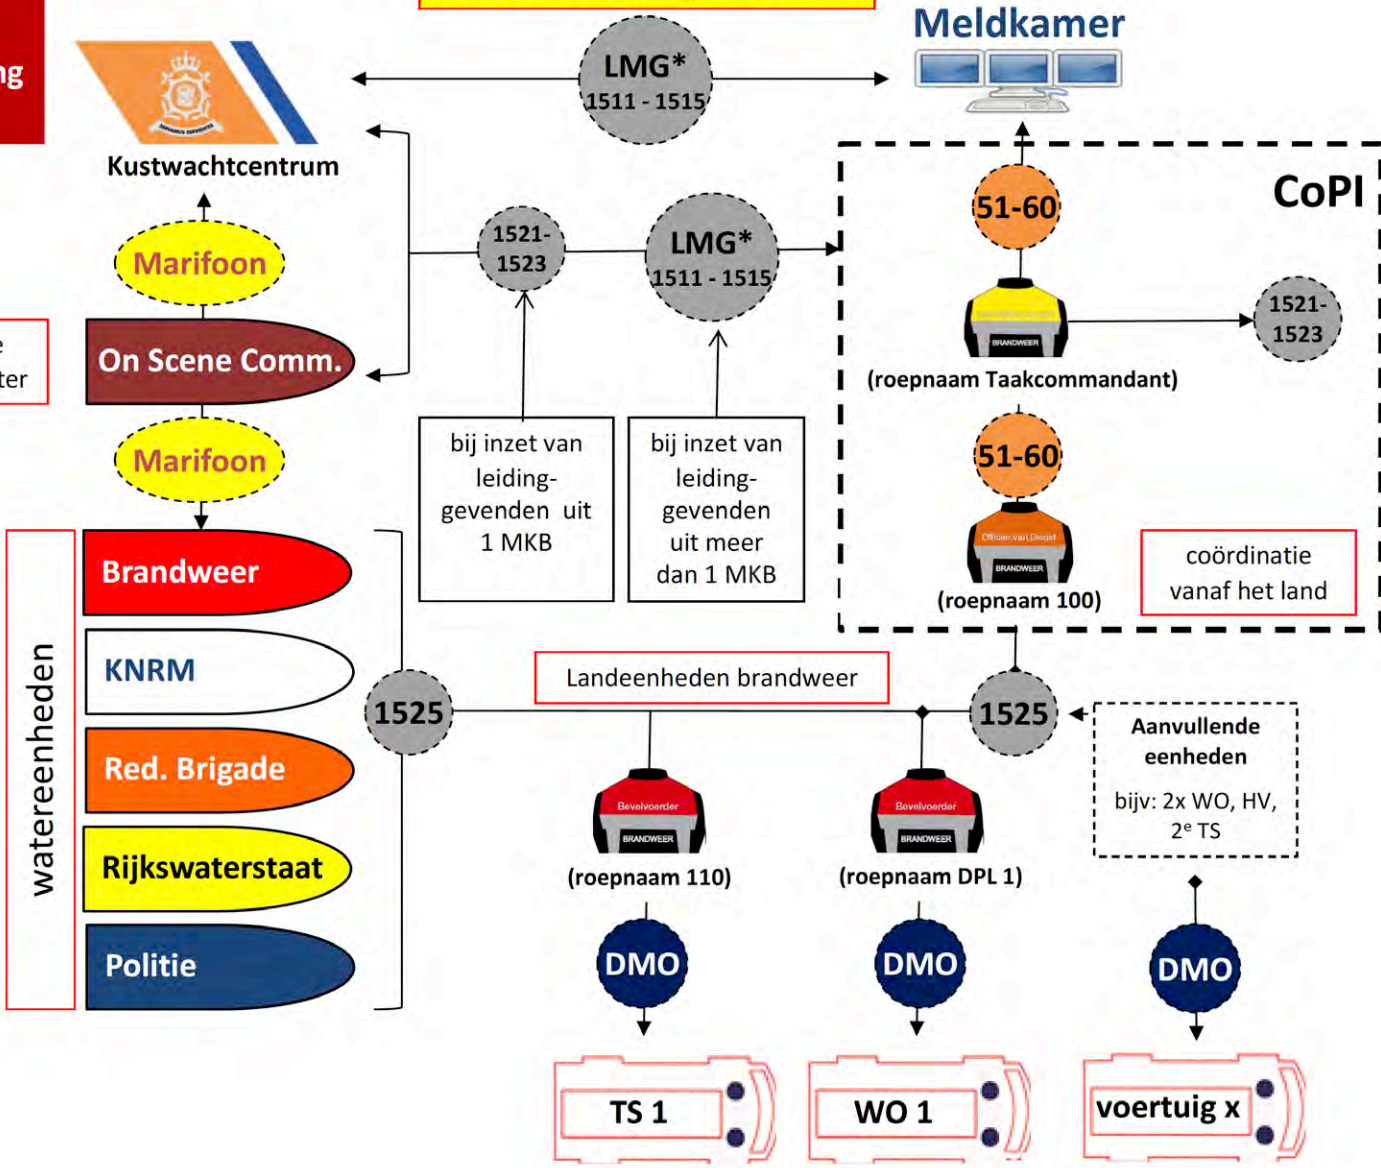 ng
Meldkamer
LMG*
1511 - 1515
Kustwachtcentrum
CoPI
51-60
Marifoon
1521-
1523
LMG*
1511 - 1515
1521-
1523
BRANDWEER
e
ter
On Scene Comm.
(roepnaam Taakcommandant)
Marifoon
bij inzet van
leiding-
gevenden uit
1 MKB
bij inzet van
leiding-
gevenden
uit meer
dan 1 MKB
51-60
Officier van Dienst
BRANDWEER
(roepnaam 100)
coördinatie
vanaf het land
watereenheden
Brandweer
KNRM
Red. Brigade
Rijkswaterstaat
Politie
1525
Landeenheden brandweer
1525
Aanvullende
eenheden
bijv: 2x WO, HV,
2e TS
Bevelvoerder
BRANDWEER
(roepnaam 110)
Bevelvoerder
BRANDWEER
(roepnaam DPL 1)
DMO
DMO
DMO
TS 1
WO 1
voertuig x